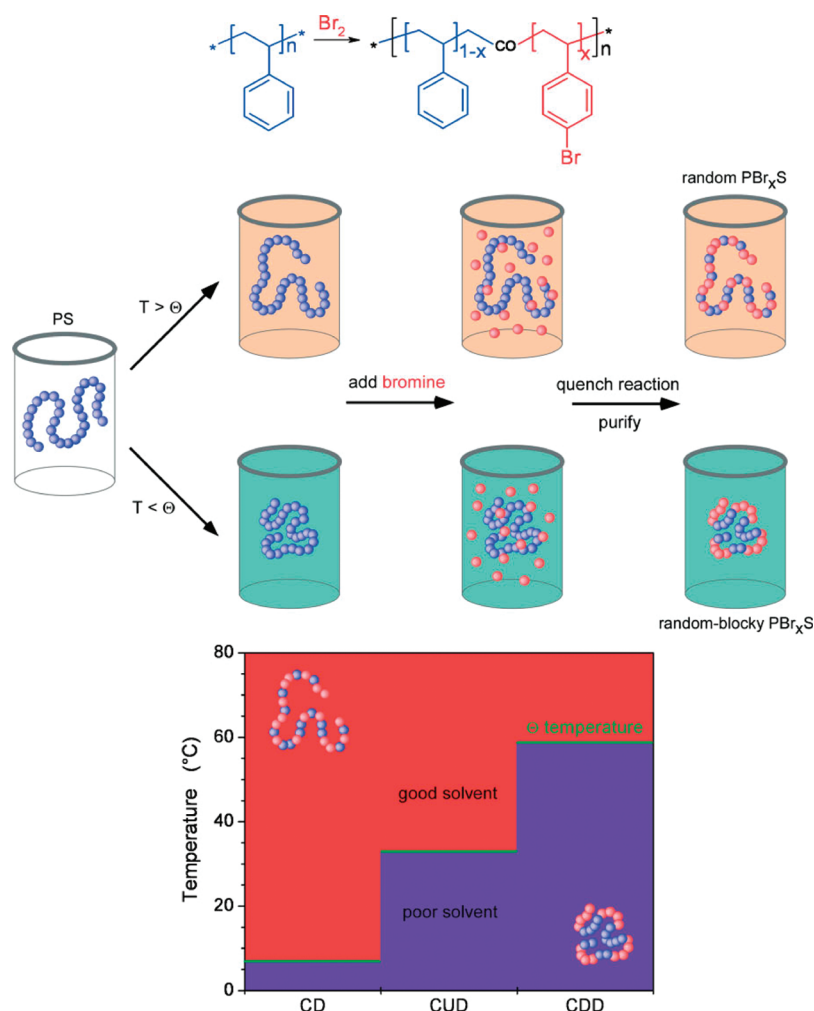 Br2
* [ ]n * * [ [ ]1-x co [ ]x ]n *
Br
random PBrxS
PS
T > Θ
add bromine
quench reaction
purify
T < Θ
random-blocky PBrxS
80
Θ temperature
60
good solvent
40
Temperature (°C)
20
poor solvent
0
CD CUD CDD